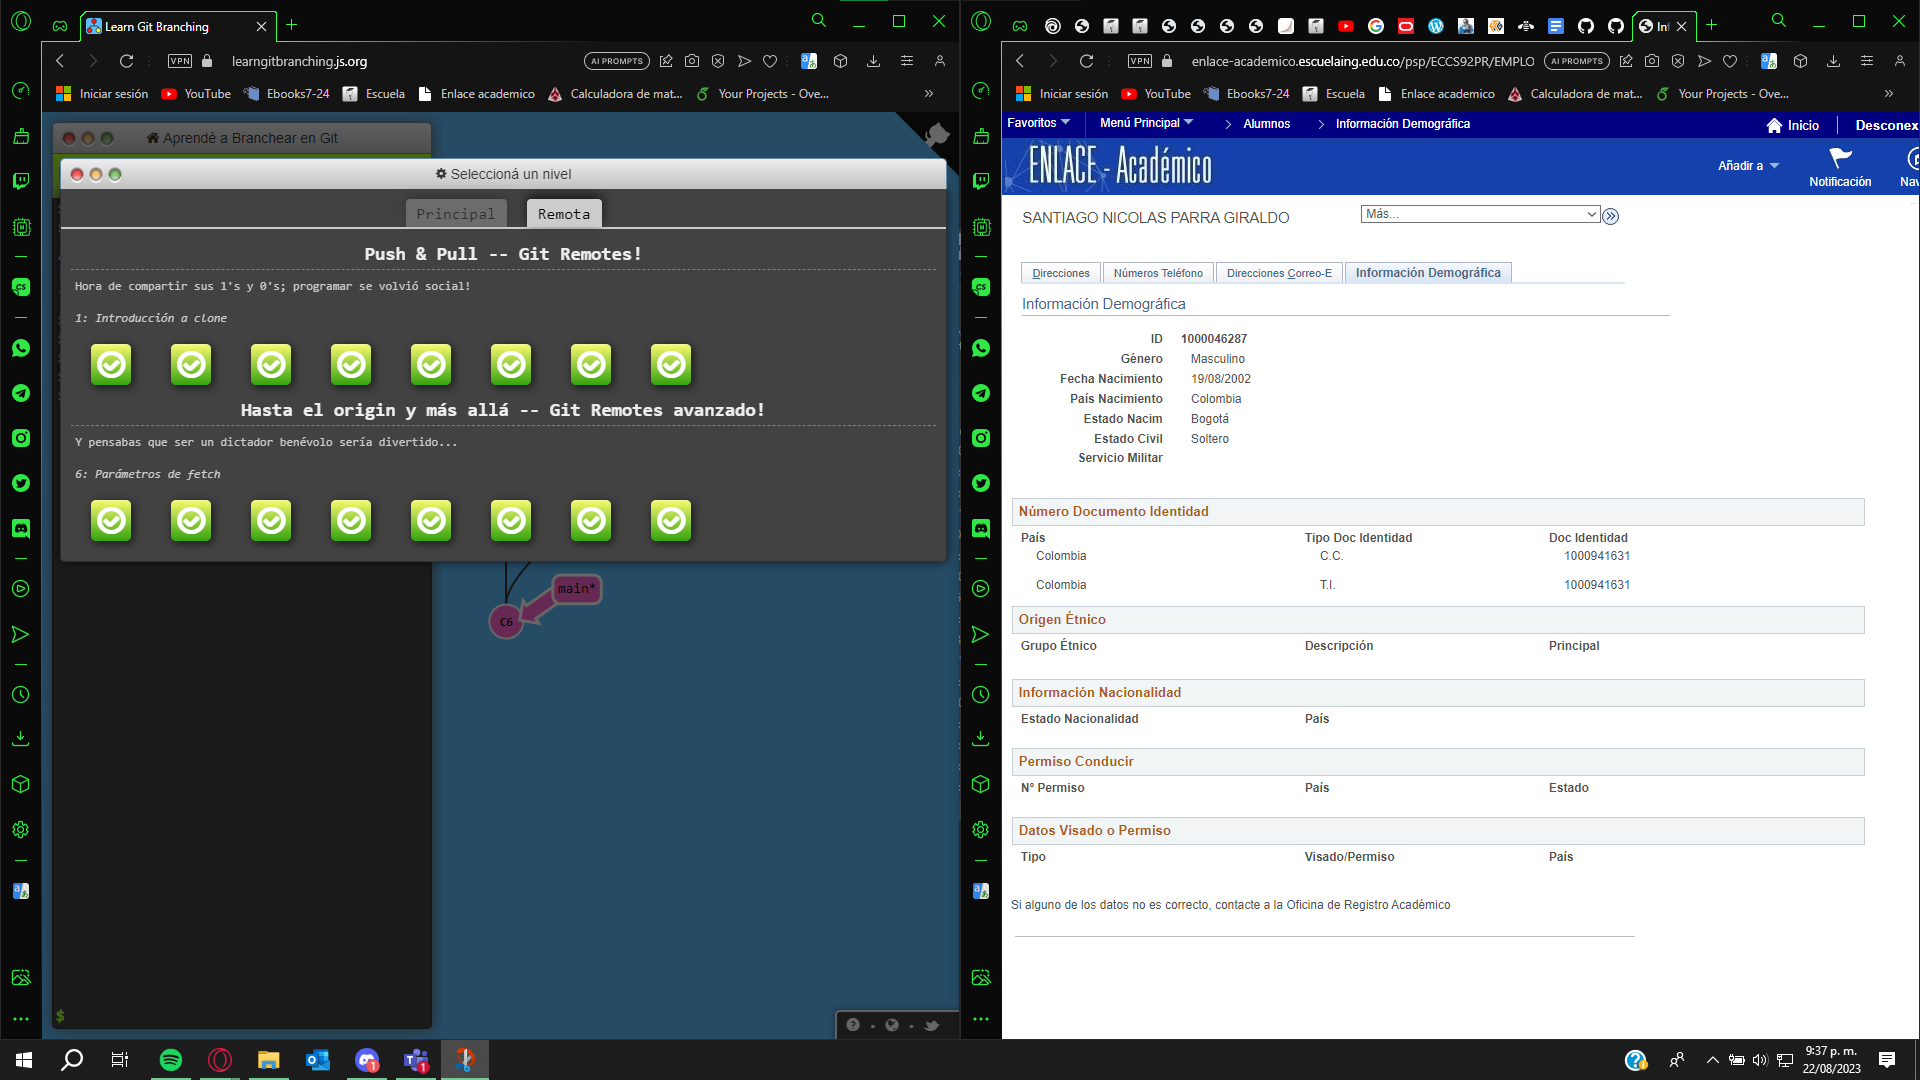 Learn Git Branching
VPN
learngitbranching.js.org
AI PROMPTS
Iniciar sesión
YouTube
Ebooks7-24
Escuela
Enlace academico
Calculadora de mat...
Your Projects - Ove...
»
Aprendé a Branchear en Git
Seleccioná un nivel
Principal
Remota
Push & Pull -- Git Remotes!
Hora de compartir sus 1's y 0's; programar se volvió social!
1: Introducción a clone
Hasta el origin y más allá -- Git Remotes avanzado!
Y pensabas que ser un dictador benévolo sería divertido...
6: Parámetros de fetch
main*
C6
$
Inf
VPN
enlace-academico.escuelaing.edu.co/psp/ECCS92PR/EMPLO
AI PROMPTS
Iniciar sesión
YouTube
Ebooks7-24
Escuela
Enlace academico
Calculadora de mat...
Your Projects - Ove...
»
Favoritos
Menú Principal
Alumnos
Información Demográfica
Inicio
Desconex
ENLACE - Académico
Añadir a
Notificación
Nav
SANTIAGO NICOLAS PARRA GIRALDO
Más...
Direcciones
Números Teléfono
Direcciones Correo-E
Información Demográfica
Información Demográfica
ID 1000046287
Género Masculino
Fecha Nacimiento 19/08/2002
País Nacimiento Colombia
Estado Nacim Bogotá
Estado Civil Soltero
Servicio Militar
Número Documento Identidad
País Tipo Doc Identidad Doc Identidad
Colombia C.C. 1000941631
Colombia T.I. 1000941631
Origen Étnico
Grupo Étnico Descripción Principal
Información Nacionalidad
Estado Nacionalidad País
Permiso Conducir
Nº Permiso País Estado
Datos Visado o Permiso
Tipo Visado/Permiso País
Si alguno de los datos no es correcto, contacte a la Oficina de Registro Académico
9:37 p. m.
22/08/2023